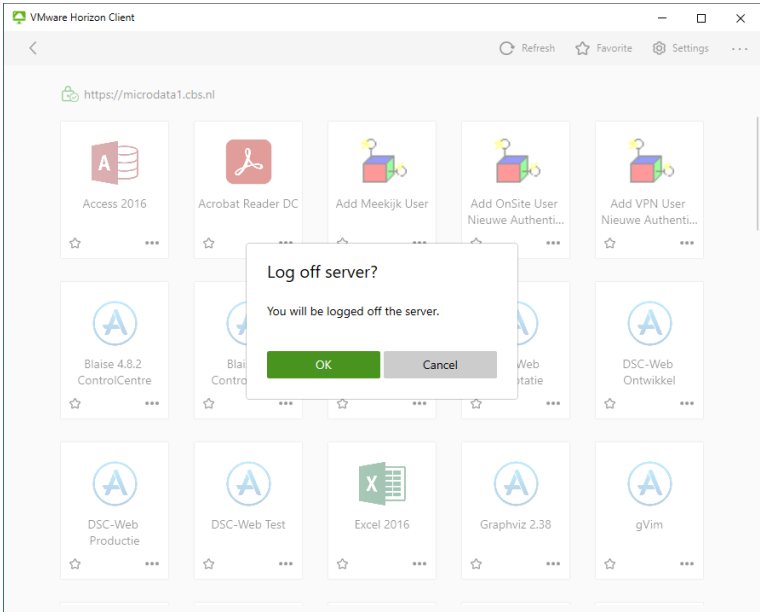 VMware Horizon Client
Refresh
Favorite
Settings
https://microdata1.cbs.nl
Access 2016
Acrobat Reader DC
Add Meekijk User
Add OnSite User
Nieuwe Authenti...
Add VPN User
Nieuwe Authenti...
Log off server?
You will be logged off the server.
OK
Cancel
Blaise 4.8.2
ControlCentre
Blai
Contro
Web
tatie
DSC-Web
Ontwikkel
DSC-Web
Productie
DSC-Web Test
Excel 2016
Graphviz 2.38
gVim